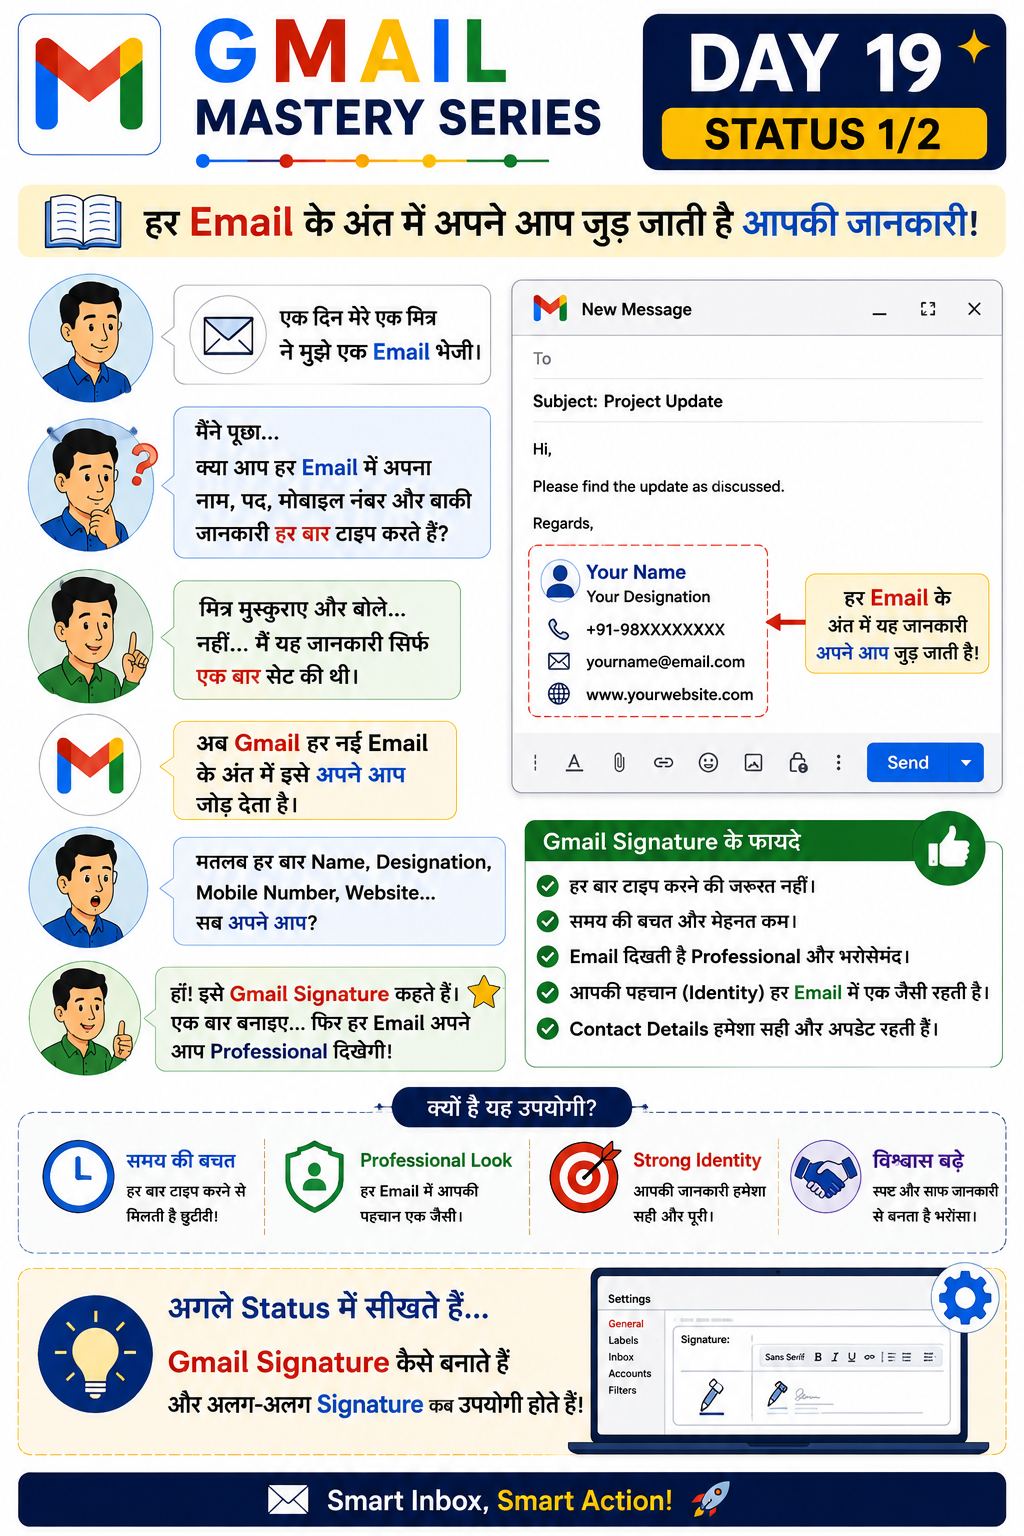 GMAIL
MASTERY SERIES
DAY 19
STATUS 1/2
हर Email के अंत में अपने आप जुड़ जाती है आपकी जानकारी!
एक दिन मेरे एक मित्र
ने मुझे एक Email भेजी।
मैंने पूछा...
क्या आप हर Email में अपना
नाम, पद, मोबाइल नंबर और बाकी
जानकारी हर बार टाइप करते हैं?
मित्र मुस्कुराए और बोले...
नहीं... मैं यह जानकारी सिर्फ
एक बार सेट की थी।
अब Gmail हर नई Email
के अंत में इसे अपने आप
जोड़ देता है।
मतलब हर बार Name, Designation,
Mobile Number, Website...
सब अपने आप?
हाँ! इसे Gmail Signature कहते हैं।
एक बार बनाइए... फिर हर Email अपने
आप Professional दिखेगी!
New Message
To
Subject: Project Update
Hi,
Please find the update as discussed.
Regards,
Your Name
Your Designation
+91-98XXXXXXXX
yourname@email.com
www.yourwebsite.com
हर Email के
अंत में यह जानकारी
अपने आप जुड़ जाती है!
Send
Gmail Signature के फायदे
हर बार टाइप करने की जरूरत नहीं।
समय की बचत और मेहनत कम।
Email दिखती है Professional और भरोसेमंद।
आपकी पहचान (Identity) हर Email में एक जैसी रहती है।
Contact Details हमेशा सही और अपडेट रहती हैं।
क्यों है यह उपयोगी?
समय की बचत
हर बार टाइप करने से
मिलती है छुटीदी!
Professional Look
हर Email में आपकी
पहचान एक जैसी।
Strong Identity
आपकी जानकारी हमेशा
सही और पूरी।
विश्बास बढ़े
स्पष्ट और साफ जानकारी
से बनता है भरोंसा।
अगले Status में सीखते हैं...
Gmail Signature कैसे बनाते हैं
और अलग-अलग Signature कब उपयोगी होते हैं!
Settings
General
Labels
Inbox
Accounts
Filters
Signature:
Sans Serif B I U
Smart Inbox, Smart Action!